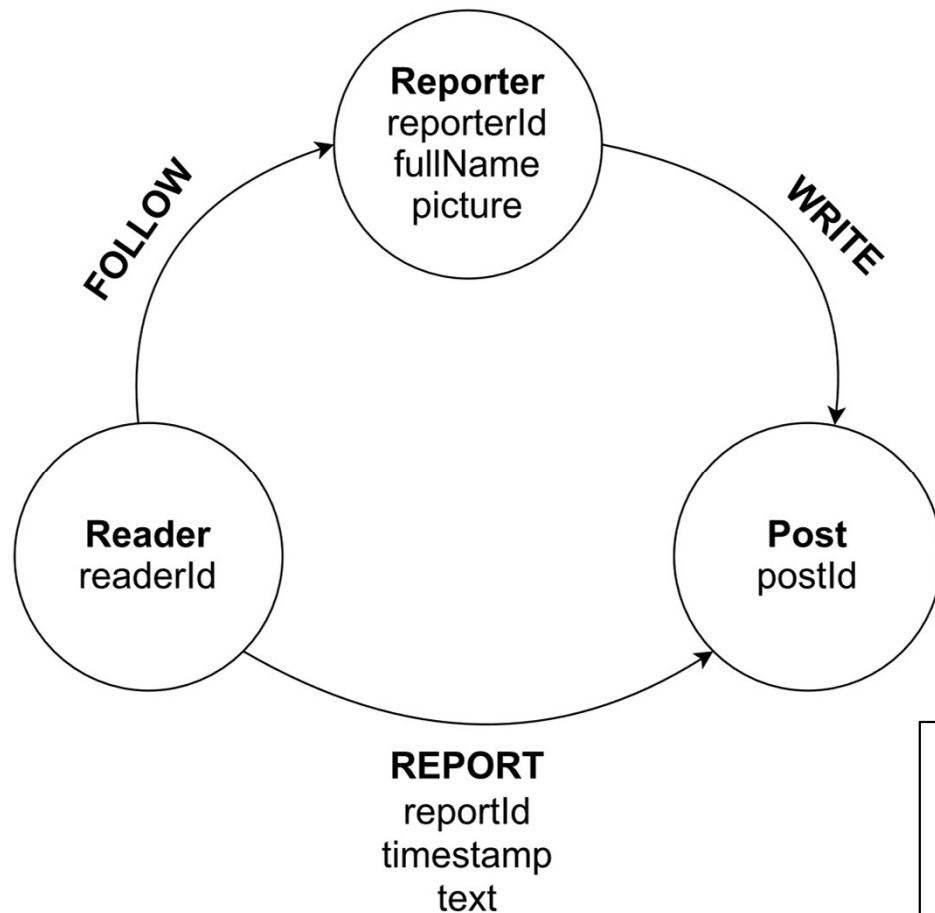 Reporter
reporterId
fullName
picture
FOLLOW
WRITE
Reader
readerId
Post
postId
REPORT
reportId
timestamp
text